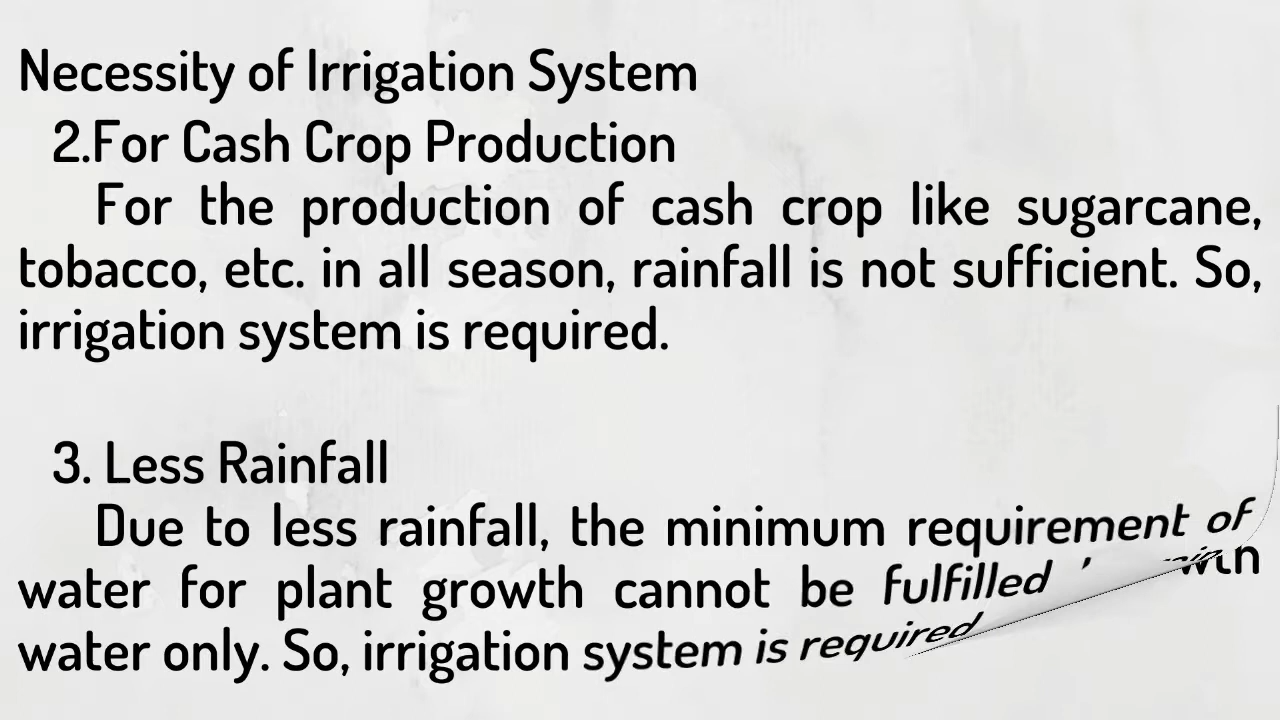 Necessity of Irrigation System
2.For Cash Crop Production
For the production of cash crop like sugarcane,
tobacco, etc. in all season, rainfall is not sufficient. So,
irrigation system is required.
3. Less Rainfall
Due to less rainfall, the minimum requirement of
water for plant growth cannot be fulfilled
water only. So, irrigation system is required